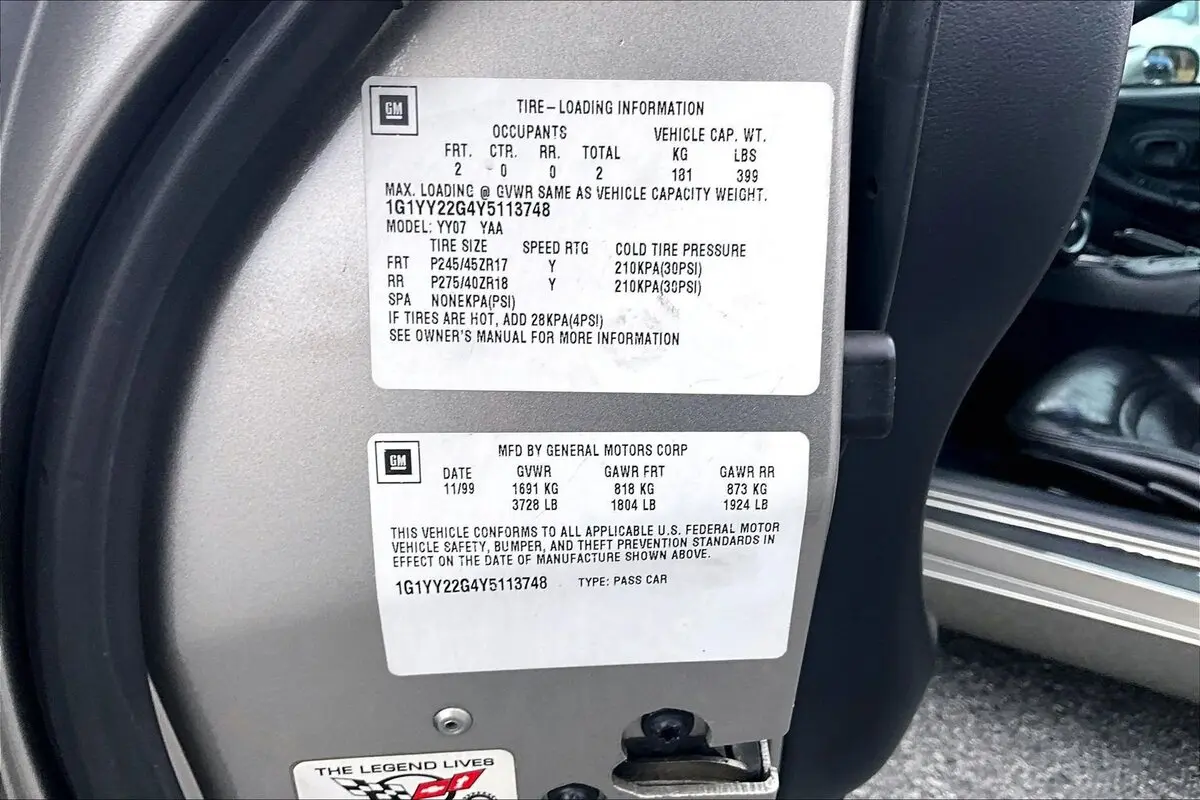 GM
TIRE-LOADING INFORMATION
OCCUPANTS VEHICLE CAP. WT.
FRT. CTR. RR. TOTAL KG LBS
2 0 0 2 181 399
MAX. LOADING @ GVWR SAME AS VEHICLE CAPACITY WEIGHT.
1G1YY22G4Y5113748
MODEL: YY07 YAA
TIRE SIZE SPEED RTG COLD TIRE PRESSURE
FRT P245/45ZR17 Y 210KPA(30PSI)
RR P275/40ZR18 Y 210KPA(30PSI)
SPA NONEKPA(PSI)
IF TIRES ARE HOT, ADD 28KPA(4PSI)
SEE OWNER'S MANUAL FOR MORE INFORMATION
GM
MFD BY GENERAL MOTORS CORP
DATE GVWR GAWR FRT GAWR RR
11/99 1691 KG 818 KG 873 KG
3728 LB 1804 LB 1924 LB
THIS VEHICLE CONFORMS TO ALL APPLICABLE U.S. FEDERAL MOTOR
VEHICLE SAFETY, BUMPER, AND THEFT PREVENTION STANDARDS IN
EFFECT ON THE DATE OF MANUFACTURE SHOWN ABOVE.
1G1YY22G4Y5113748 TYPE: PASS CAR
THE LEGEND LIVES